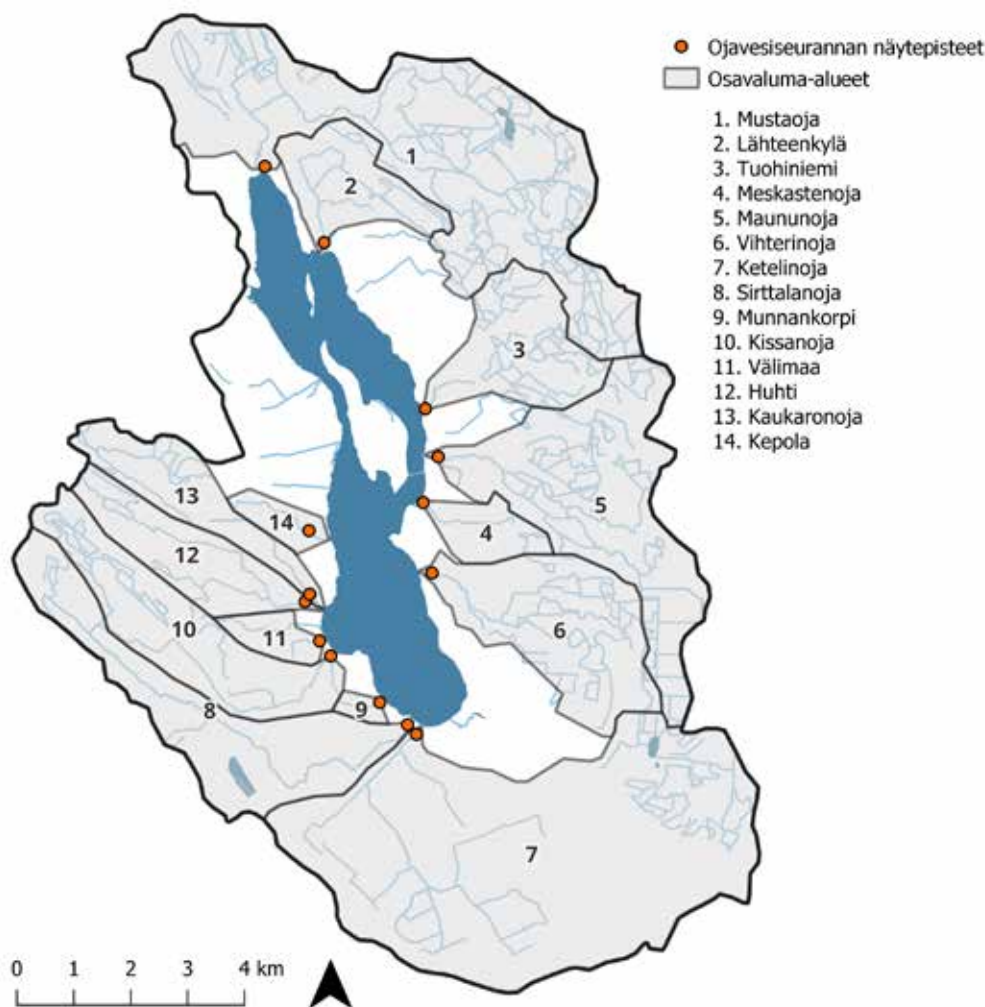 Ojavesiseurannan näytepisteet
Osavaluma-alueet
1. Mustaoja
2. Lähteenkylä
3. Tuohiniemi
4. Meskastenoja
5. Maununoja
6. Vihterinoja
7. Ketelinoja
8. Sirttalanoja
9. Munnankorpi
10. Kissanoja
11. Välimaa
12. Huhti
13. Kaukaronoja
14. Kepola
1
2
3
13
14
5
4
12
6
11
10
9
8
7
0 1 2 3 4 km